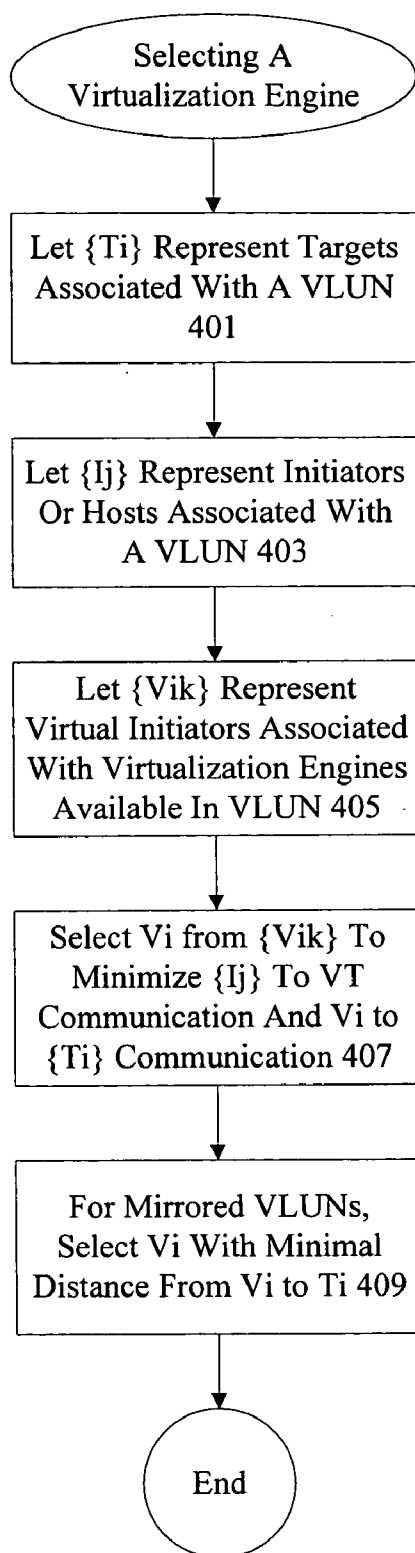 Selecting A
Virtualization Engine
Let {Ti} Represent Targets
Associated With A VLUN
401
Let {Ij} Represent Initiators
Or Hosts Associated With
A VLUN 403
Let {Vik} Represent
Virtual Initiators Associated
With Virtualization Engines
Available In VLUN 405
Select Vi from {Vik} To
Minimize {Ij} To VT
Communication And Vi to
{Ti} Communication 407
For Mirrored VLUNs,
Select Vi With Minimal
Distance From Vi to Ti 409
End